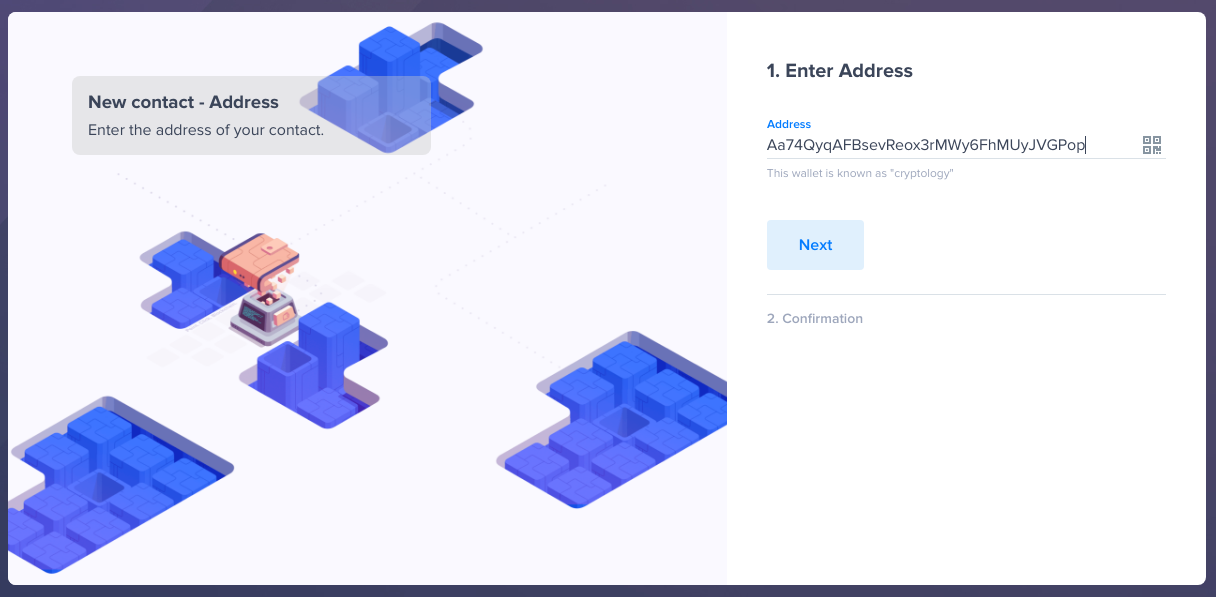 New contact - Address
Enter the address of your contact.
1. Enter Address
Address
Aa74QyqAFBsevReox3rMWy6FhMUyJVGPop
This wallet is known as "cryptology"
Next
2. Confirmation